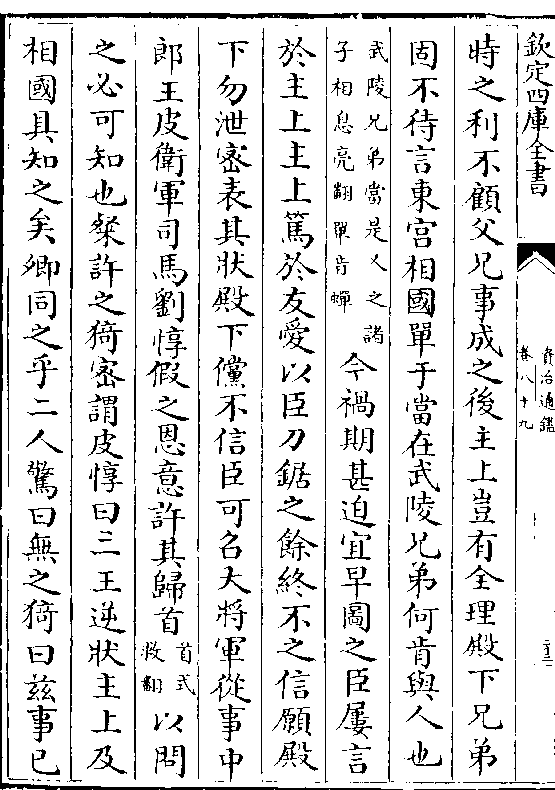 欽定四庫全書
資治通鑑
卷八十九
時之利不顧父兄事成之後主上豈有全理殿下兄弟
固不待言東宮相國單于當在武陵兄弟何肯與人也
武陵兄弟當是乂之諸
子相息亮翻單音蟬
今禍期甚迫宜早圖之臣屢言
於主上主上篤於友愛以臣刀鋸之餘終不之信願殿
下勿泄密表其狀殿下儻不信臣可召大將軍從事中
郎王皮衛軍司馬劉惇假之恩意許其歸首
首式
救翻
以問
之必可知也粲許之猗密謂皮惇曰二王逆狀主上及
相國具知之矣卿同之乎二人驚曰無之猗曰兹事已